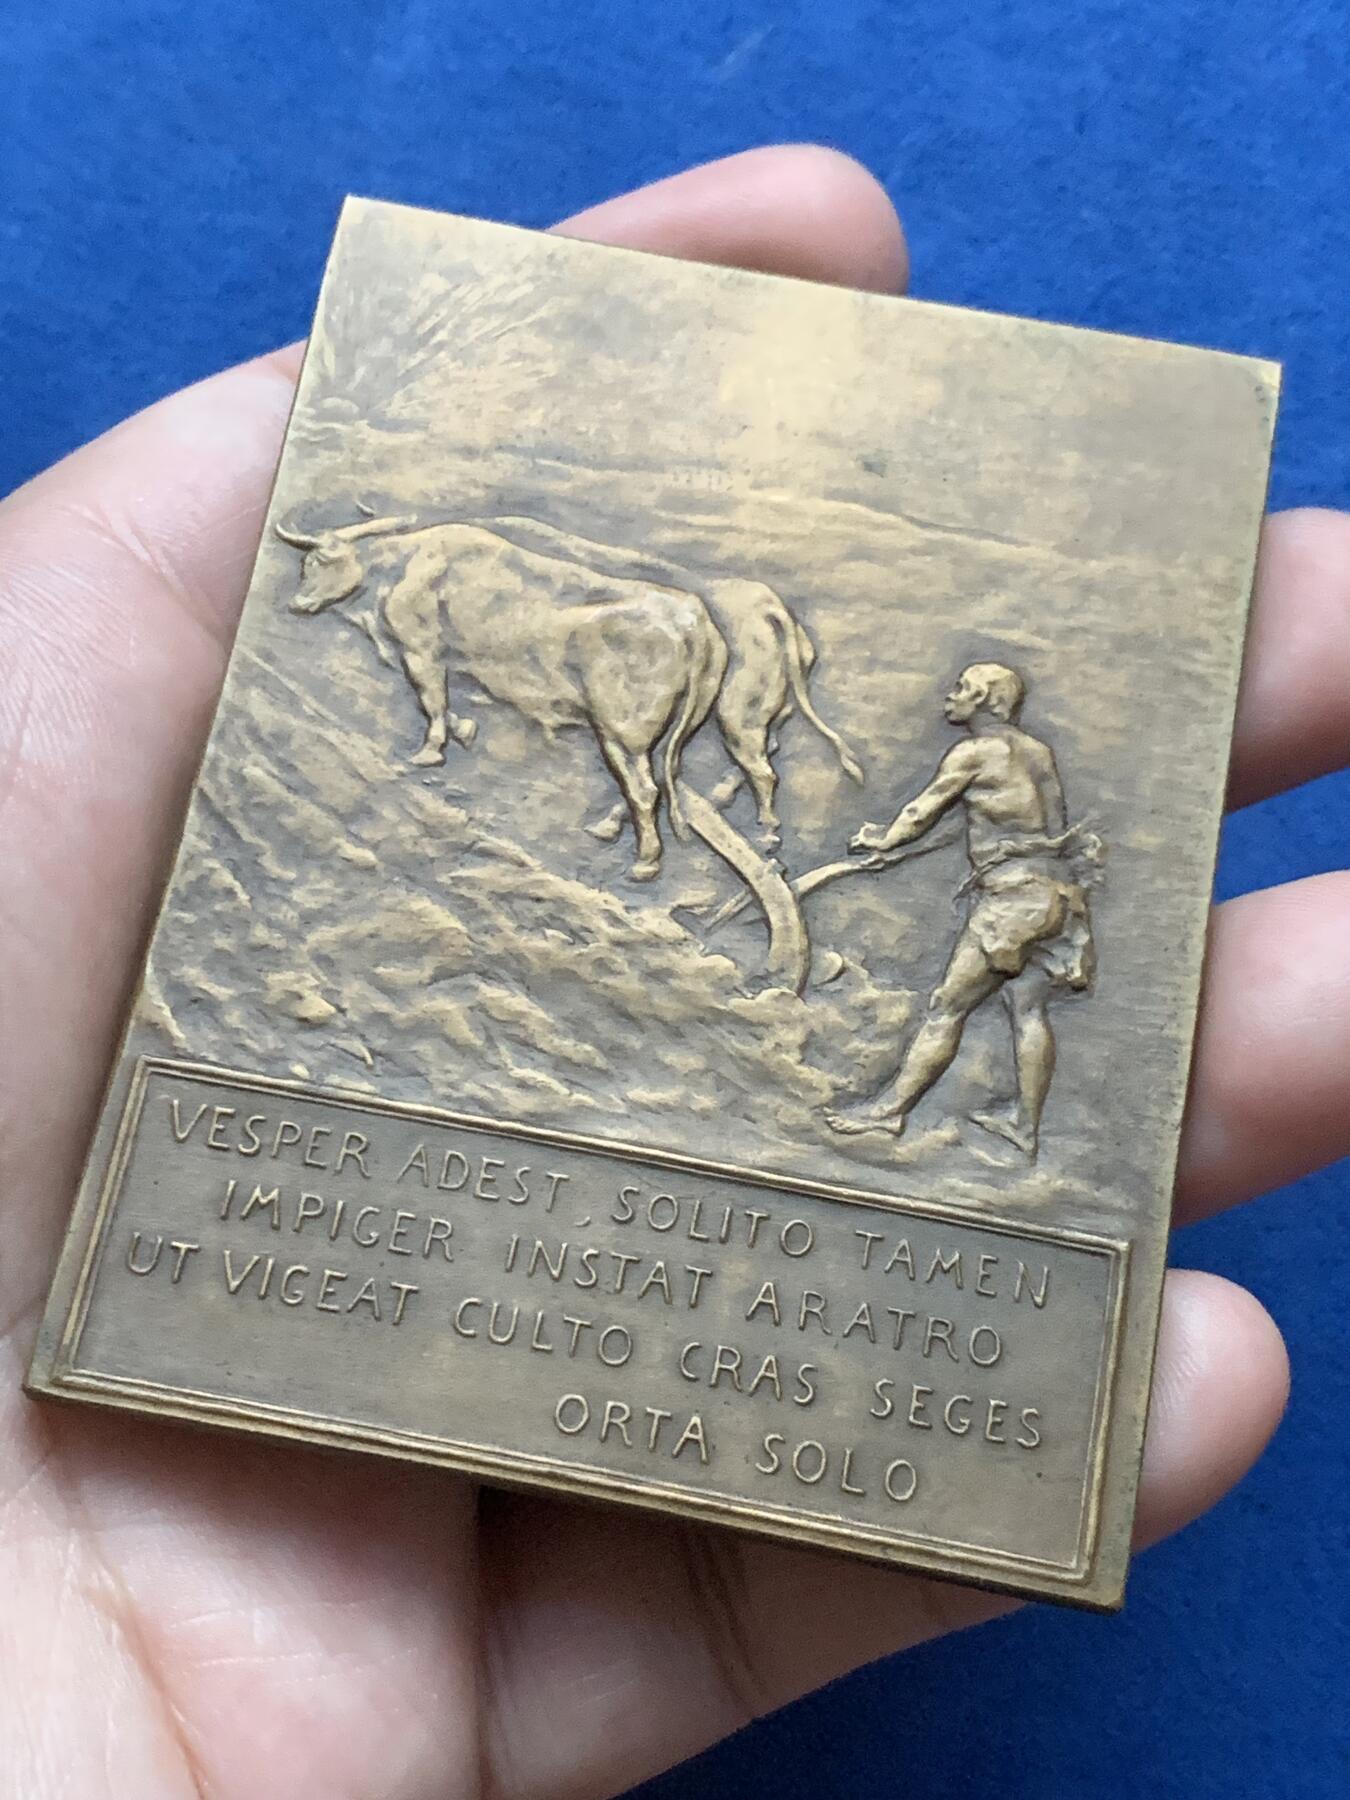 VESPER ADEST, SOLITO TAMEN
IMPIGER INSTAT ARATRO
UT VIGEAT CULTO CRAS SEGES
ORTA SOLO